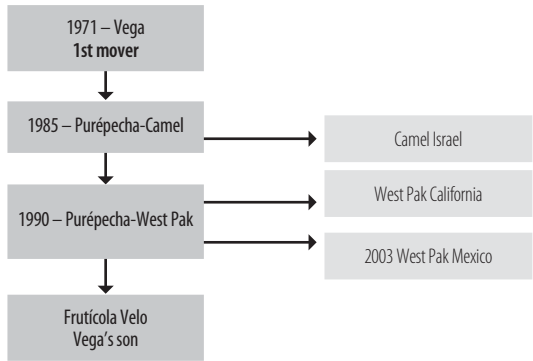 1971 – Vega
1st mover
1985 – Purépecha-Camel
Camel Israel
1990 – Purépecha-West Pak
West Pak California
2003 West Pak Mexico
Frutícola Velo
Vega's son